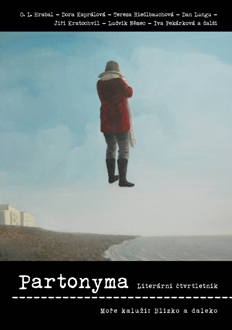 O. L. Hrabal – Dora Kaprálová – Tereza Riedlbauchová – Dan Lungu –
Jiří Kratochvil – Ludvík Němec – Iva Pekárková a další
Partonyma Literární čtvrtletník
Moře kaluží: Blízko a daleko